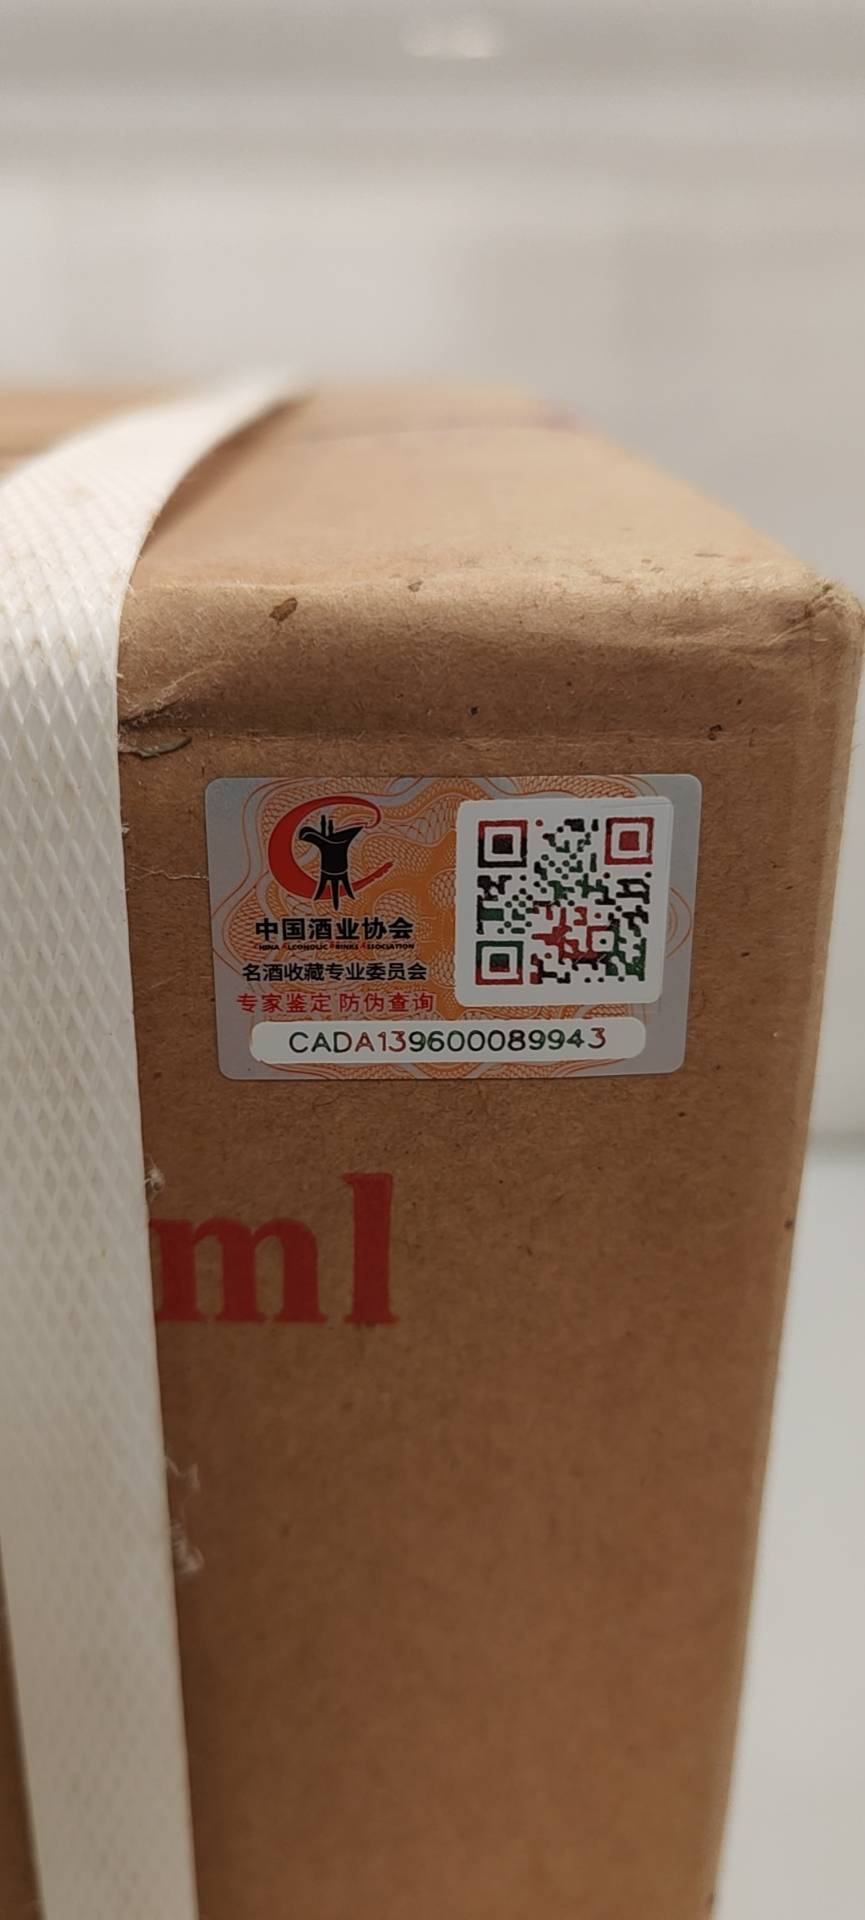 中国酒业协会
CHINA ALCOHOLIC DRINKS ASSOCIATION
名酒收藏专业委员会
专家鉴定 防伪查询
CADA139600089943
ml